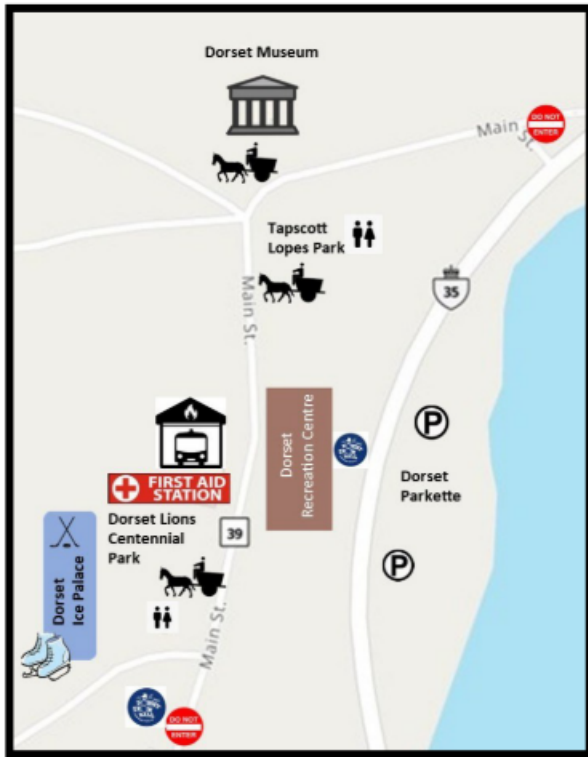 Dorset Museum
DO NOT
ENTER
Main St.
Tapscott
Lopes Park
35
Main St.
Dorset
Recreation Centre
P
Dorset
Parkette
FIRST AID
STATION
Dorset Lions
Centennial
Park
39
P
Dorset
Ice Palace
Main St.
DO NOT
ENTER